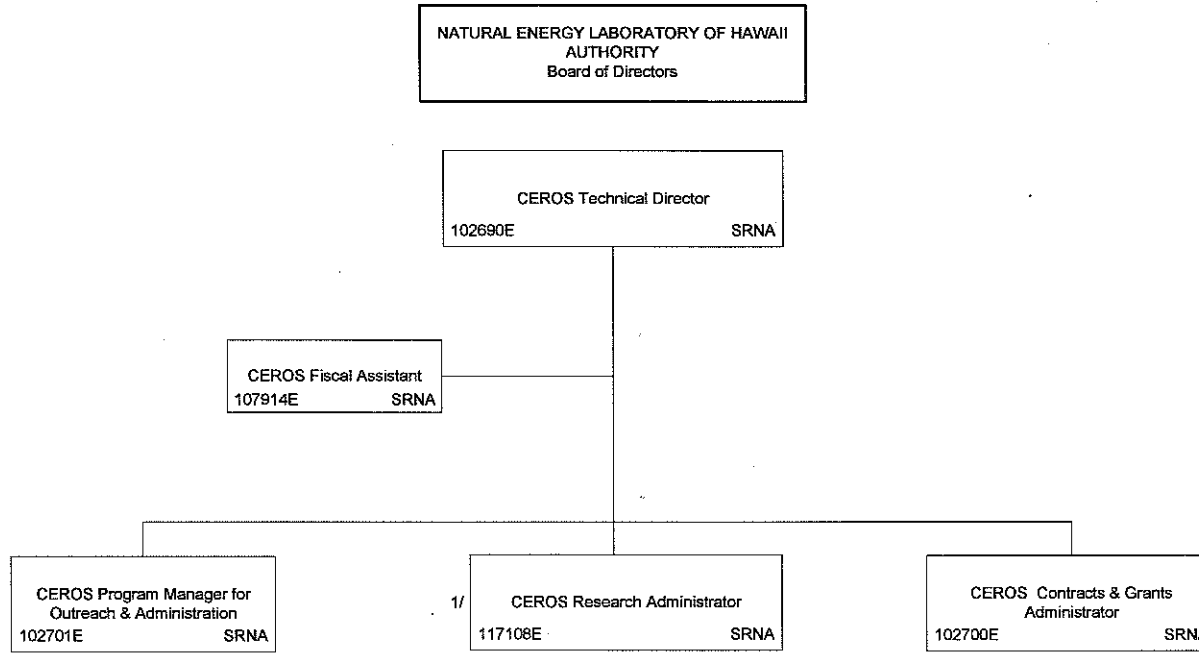 NATURAL ENERGY LABORATORY OF HAWAII
AUTHORITY
Board of Directors
CEROS Technical Director
102690E SRNA
CEROS Fiscal Assistant
107914E SRNA
CEROS Program Manager for
Outreach & Administration
102701E SRNA
1/
CEROS Research Administrator
117108E SRNA
CEROS Contracts & Grants
Administrator
102700E SRNA